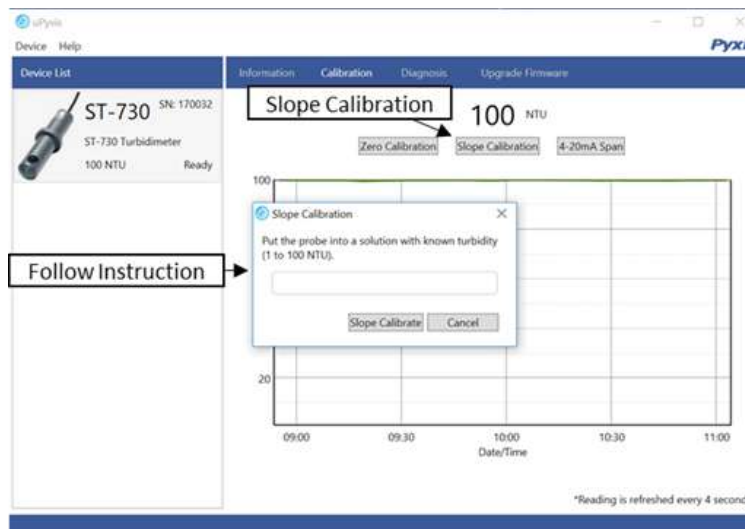 uPyxis
Device Help
Device List
ST-730 SN: 170032
ST-730 Turbidimeter
100 NTU Ready
Information Calibration Diagnosis Upgrade Firmware
Slope Calibration
100 NTU
Zero Calibration Slope Calibration 4-20mA Span
100
Slope Calibration
Put the probe into a solution with known turbidity
(1 to 100 NTU).
Follow Instruction
Slope Calibrate Cancel
20
09:00 09:30 10:00 10:30 11:00
Date/Time
*Reading is refreshed every 4 second